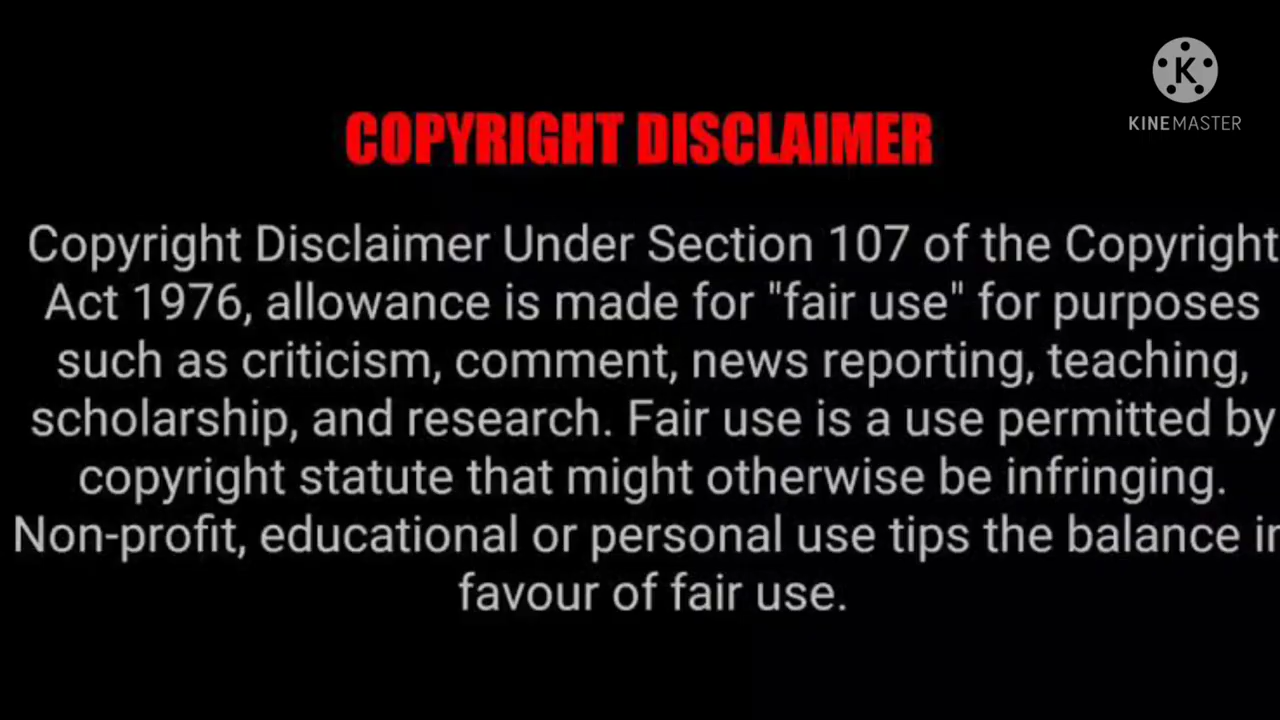 K
KINEMASTER
COPYRIGHT DISCLAIMER
Copyright Disclaimer Under Section 107 of the Copyright
Act 1976, allowance is made for "fair use" for purposes
such as criticism, comment, news reporting, teaching,
scholarship, and research. Fair use is a use permitted by
copyright statute that might otherwise be infringing.
Non-profit, educational or personal use tips the balance in
favour of fair use.